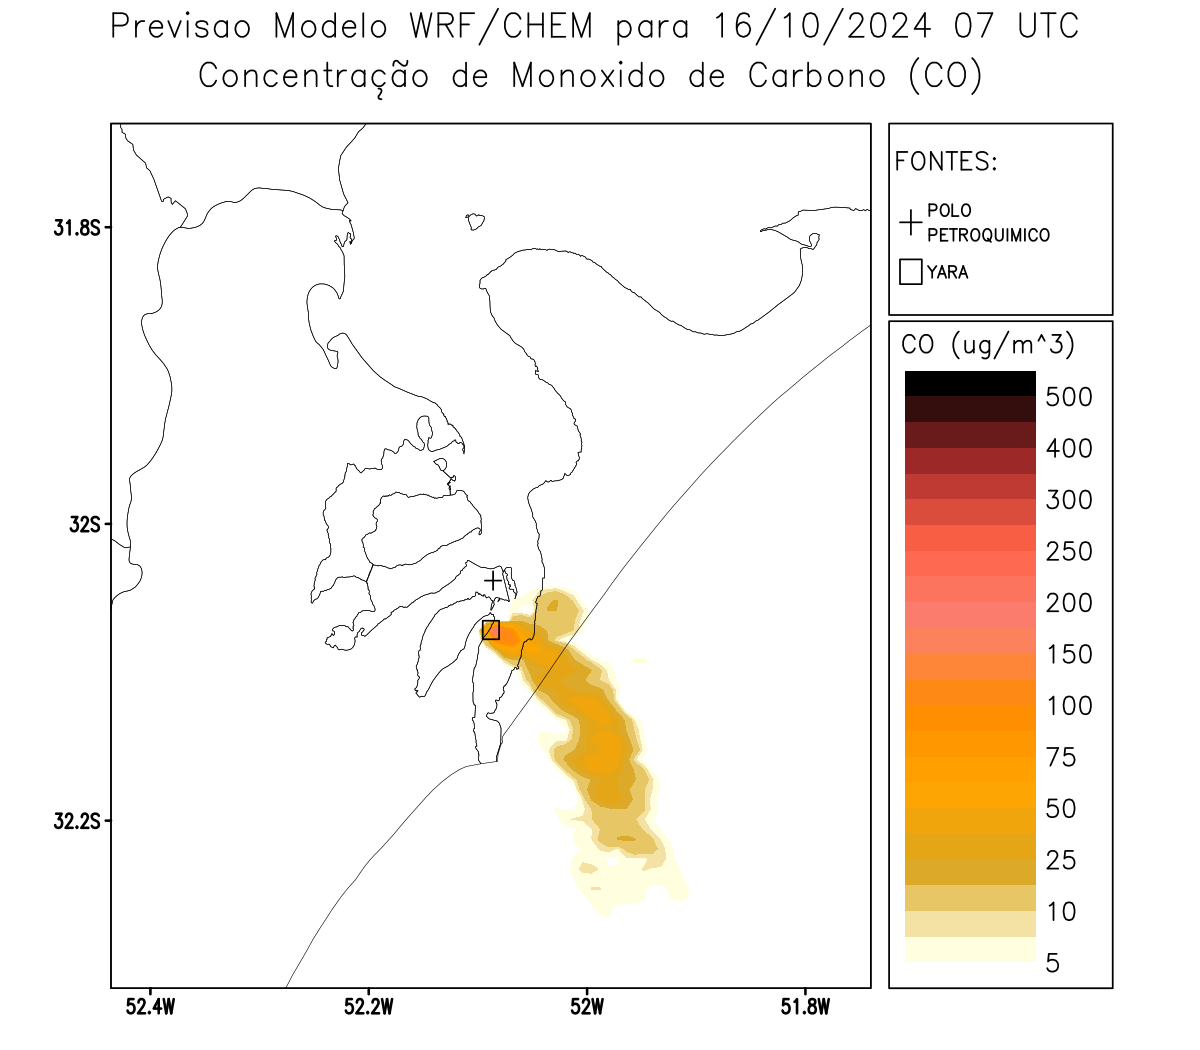 Previsao Modelo WRF/CHEM para 16/10/2024 07 UTC
Concentração de Monoxido de Carbono (CO)
FONTES:
POLO
PETROQUIMICO
YARA
CO (ug/m^3)
500
400
300
250
200
150
100
75
50
25
10
5
31.8S
32S
32.2S
52.4W
52.2W
52W
51.8W